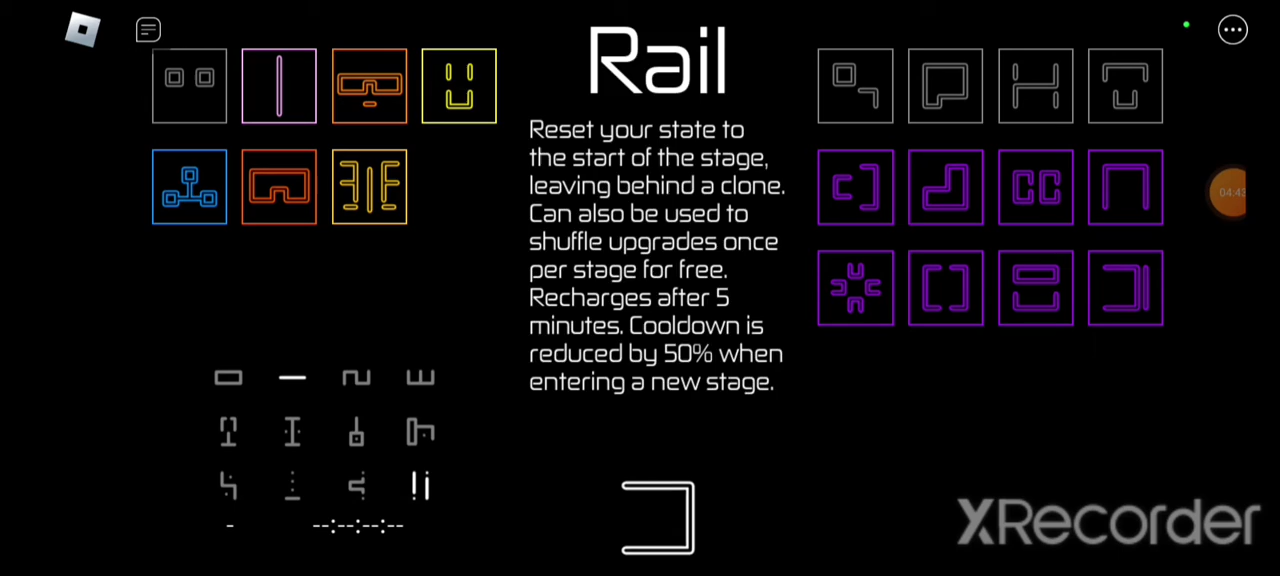 Rail
Reset your state to
the start of the stage,
leaving behind a clone.
Can also be used to
shuffle upgrades once
per stage for free.
Recharges after 5
minutes. Cooldown is
reduced by 50% when
entering a new stage.
04:43
- --:--:--:--
XRecorder